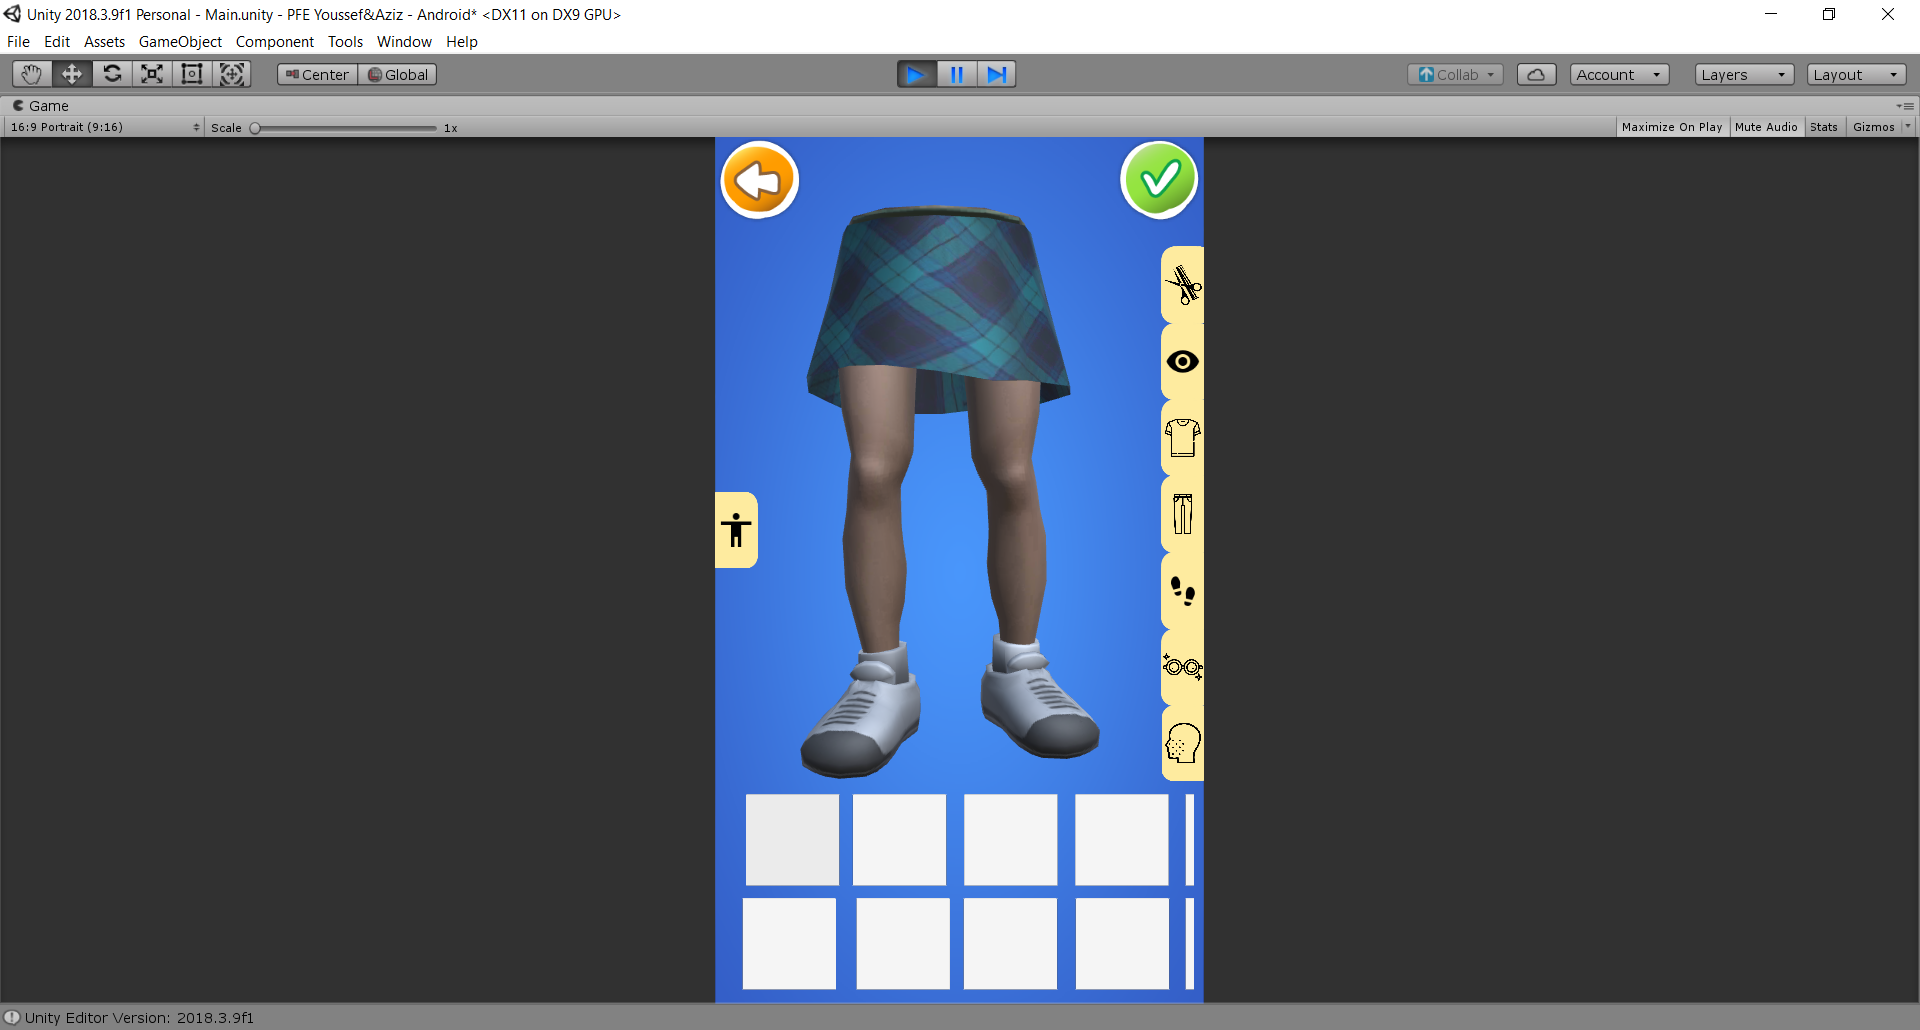 Unity 2018.3.9f1 Personal - Main.unity - PFE Youssef&Aziz - Android* <DX11 on DX9 GPU>
File Edit Assets GameObject Component Tools Window Help
Center Global Collab Account Layers Layout
Game
16:9 Portrait (9:16) Scale 1x Maximize On Play Mute Audio Stats Gizmos
Unity Editor Version: 2018.3.9f1